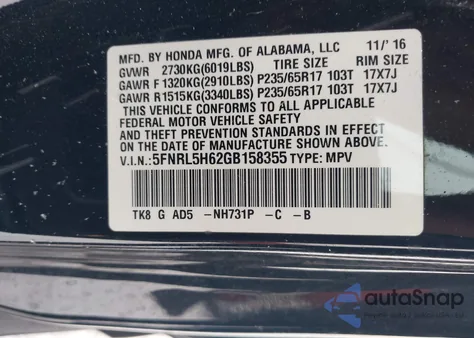 MFD. BY HONDA MFG. OF ALABAMA, LLC 11/'16
GVWR 2730KG(6019LBS) TIRE SIZE RIM SIZE
GAWR F 1320KG(2910LBS) P235/65R17 103T 17X7J
GAWR R 1515KG(3340LBS) P235/65R17 103T 17X7J
THIS VEHICLE CONFORMS TO ALL APPLICABLE
FEDERAL MOTOR VEHICLE SAFETY
AND THEFT PREVENTION STANDARDS IN EFFECT
ON THE DATE OF MANUFACTURE SHOWN ABOVE.
V.I.N.:5FNRL5H62GB158355 TYPE: MPV
TK8 G AD5 -NH731P -C -B
autoSnap